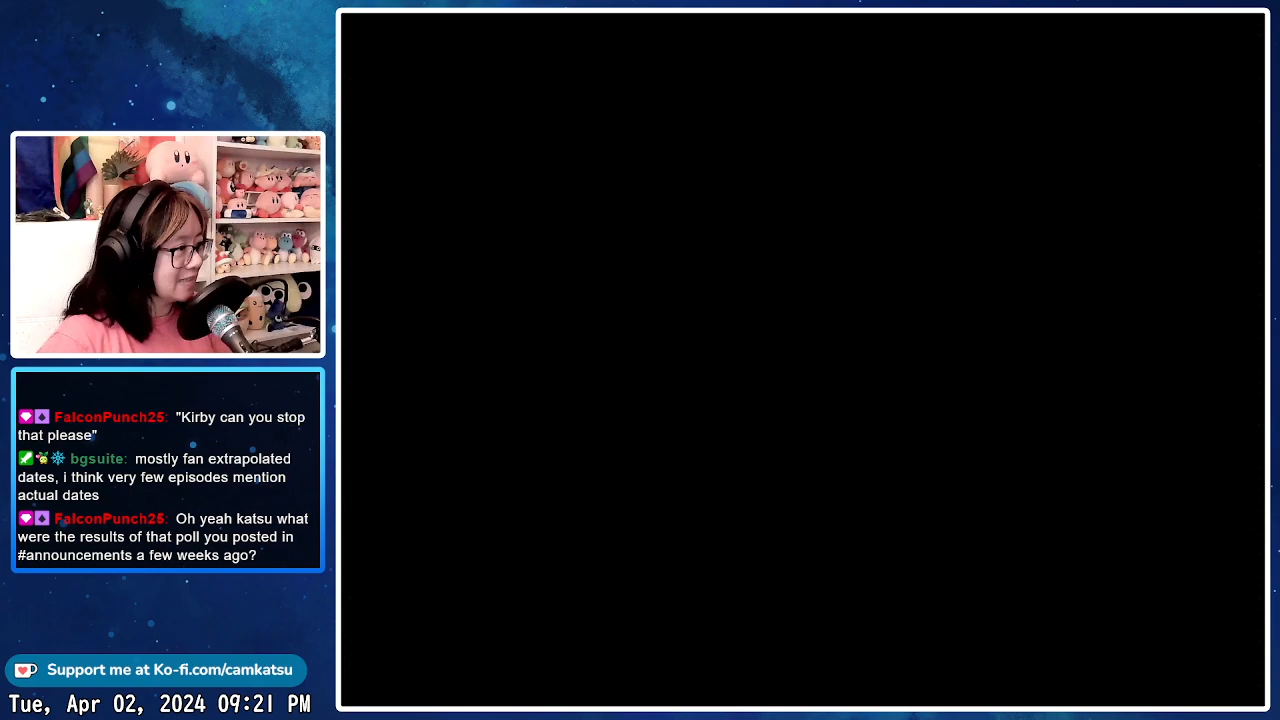 FalconPunch25: "Kirby can you stop
that please"
bgsuite: mostly fan extrapolated
dates, i think very few episodes mention
actual dates
FalconPunch25: Oh yeah katsu what
were the results of that poll you posted in
#announcements a few weeks ago?
Support me at Ko-fi.com/camkatsu
Tue, Apr 02, 2024 09:21 PM